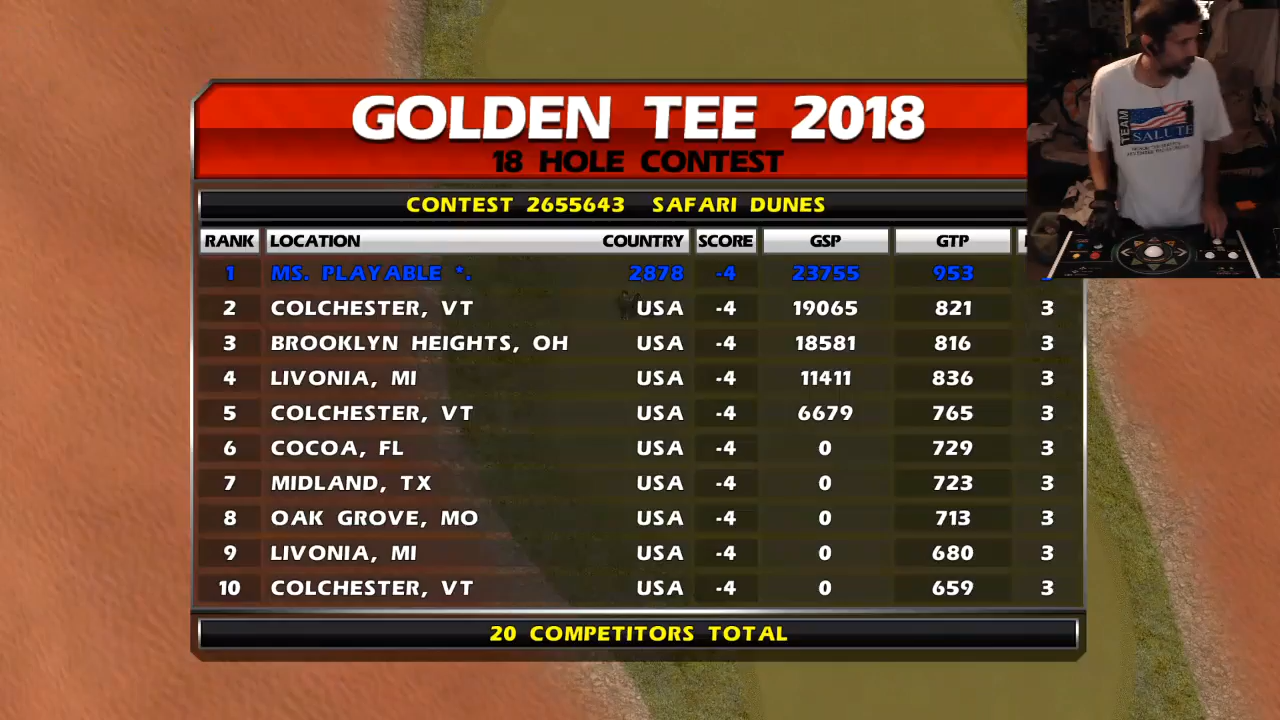 GOLDEN TEE 2018
18 HOLE CONTEST
CONTEST 2655643 SAFARI DUNES
RANK LOCATION COUNTRY SCORE GSP GTP
1 MS. PLAYABLE *. 2878 -4 23755 953
2 COLCHESTER, VT USA -4 19065 821 3
3 BROOKLYN HEIGHTS, OH USA -4 18581 816 3
4 LIVONIA, MI USA -4 11411 836 3
5 COLCHESTER, VT USA -4 6679 765 3
6 COCOA, FL USA -4 0 729 3
7 MIDLAND, TX USA -4 0 723 3
8 OAK GROVE, MO USA -4 0 713 3
9 LIVONIA, MI USA -4 0 680 3
10 COLCHESTER, VT USA -4 0 659 3
20 COMPETITORS TOTAL
TEAM
SALUTE